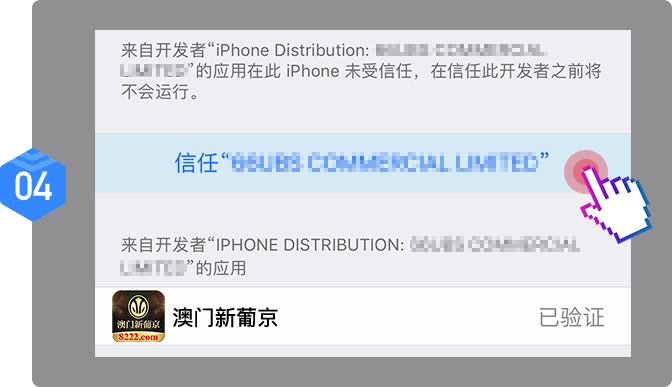 来自开发者“iPhone Distribution:
”的应用在此 iPhone 未受信任，在信任此开发者之前将
不会运行。
04
信任“66UBS COMMERCIAL LIMITED”
来自开发者“IPHONE DISTRIBUTION:
”的应用
澳门新葡京
8222.com
澳门新葡京
已验证